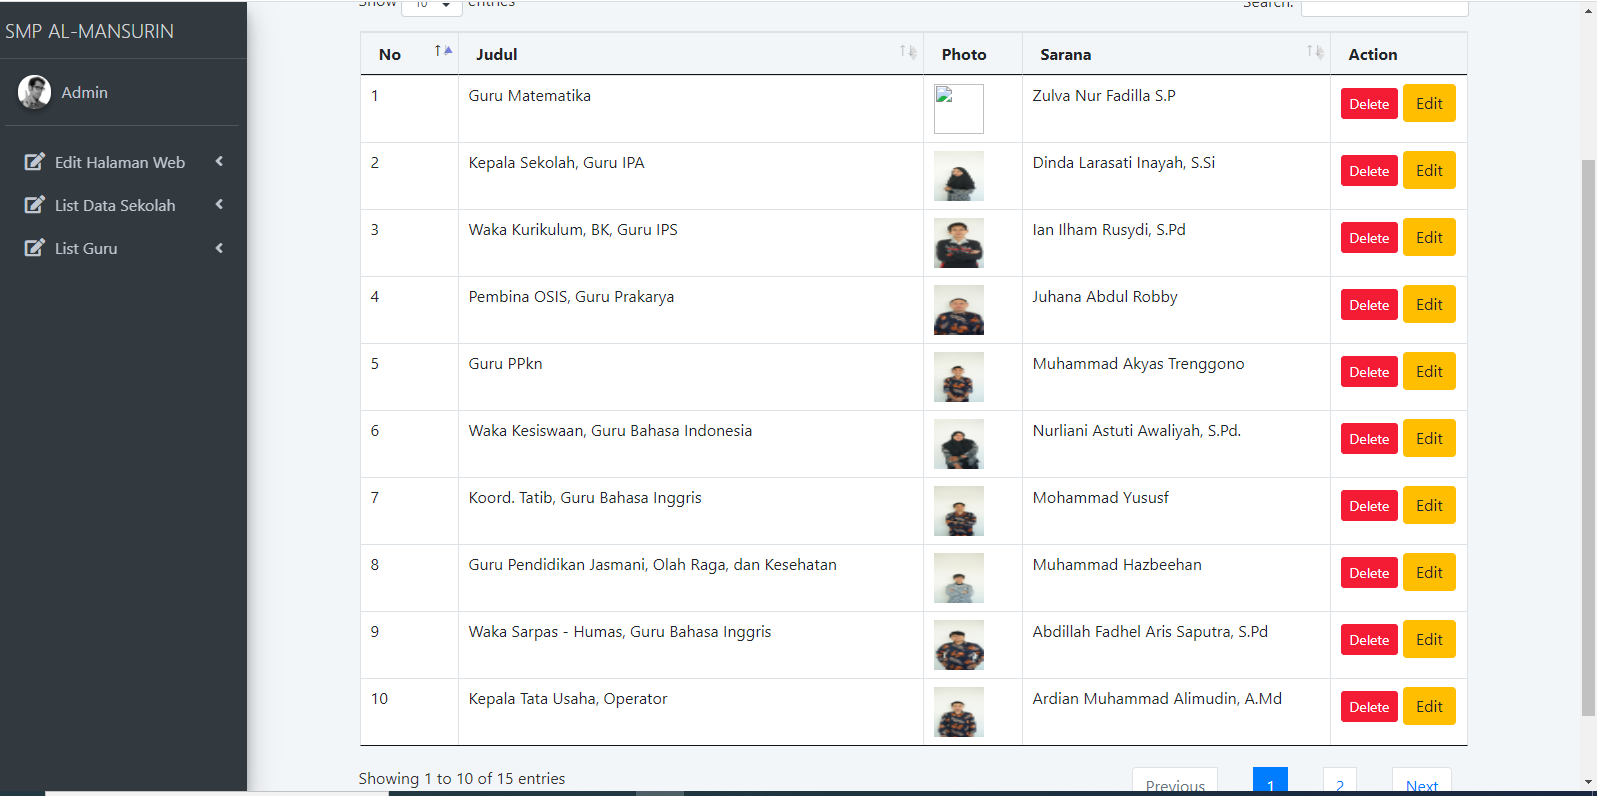 SMP AL-MANSURIN
Admin
Edit Halaman Web
List Data Sekolah
List Guru
Show 10 entries
Search:
No Judul Photo Sarana Action
1 Guru Matematika Zulva Nur Fadilla S.P Delete Edit
2 Kepala Sekolah, Guru IPA Dinda Larasati Inayah, S.Si Delete Edit
3 Waka Kurikulum, BK, Guru IPS Ian Ilham Rusydi, S.Pd Delete Edit
4 Pembina OSIS, Guru Prakarya Juhana Abdul Robby Delete Edit
5 Guru PPkn Muhammad Akyas Trenggono Delete Edit
6 Waka Kesiswaan, Guru Bahasa Indonesia Nurliani Astuti Awaliyah, S.Pd. Delete Edit
7 Koord. Tatib, Guru Bahasa Inggris Mohammad Yususf Delete Edit
8 Guru Pendidikan Jasmani, Olah Raga, dan Kesehatan Muhammad Hazbeehan Delete Edit
9 Waka Sarpas - Humas, Guru Bahasa Inggris Abdillah Fadhel Aris Saputra, S.Pd Delete Edit
10 Kepala Tata Usaha, Operator Ardian Muhammad Alimudin, A.Md Delete Edit
Showing 1 to 10 of 15 entries
Previous 1 2 Next